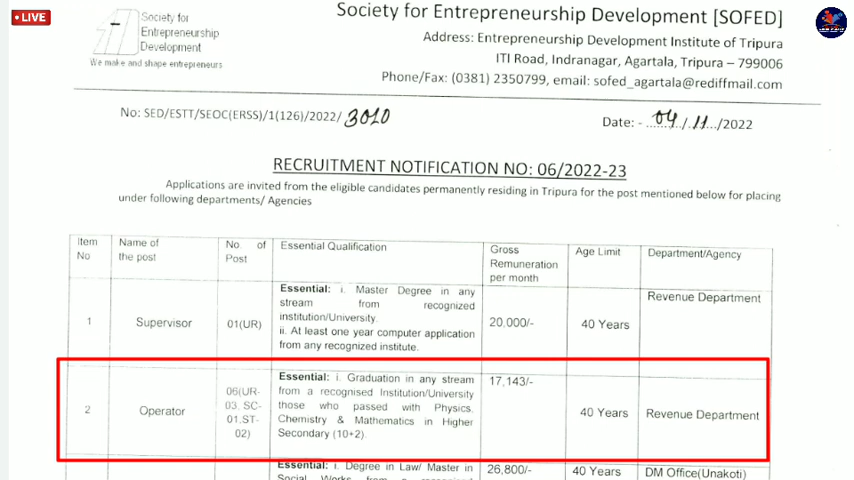 LIVE
Society for
Entrepreneurship
Development
We make and shape entrepreneurs
Society for Entrepreneurship Development [SOFED]
Address: Entrepreneurship Development Institute of Tripura
ITI Road, Indranagar, Agartala, Tripura – 799006
Phone/Fax: (0381) 2350799, email: sofed_agartala@rediffmail.com
No: SED/ESTT/SEOC(ERSS)/1(126)/2022/ 3010
Date: - 04/11/2022
RECRUITMENT NOTIFICATION NO: 06/2022-23
Applications are invited from the eligible candidates permanently residing in Tripura for the post mentioned below for placing
under following departments/ Agencies
Item No
Name of the post
No. of Post
Essential Qualification
Gross Remuneration per month
Age Limit
Department/Agency
1
Supervisor
01(UR)
Essential: i. Master Degree in any
stream from recognized
institution/University.
ii. At least one year computer application
from any recognized institute.
20,000/-
40 Years
Revenue Department
2
Operator
06(UR-
03. SC-
01.ST-
02)
Essential: i. Graduation in any stream
from a recognised Institution/University
those who passed with Physics.
Chemistry & Mathematics in Higher
Secondary (10+2).
17,143/-
40 Years
Revenue Department
Essential: i. Degree in Law/ Master in
Social Works from a
26,800/-
40 Years
DM Office(Unakoti)